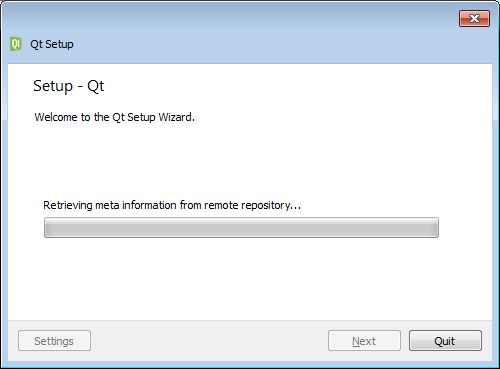 Qt Qt Setup
Setup - Qt
Welcome to the Qt Setup Wizard.
Retrieving meta information from remote repository...
Settings Next Quit